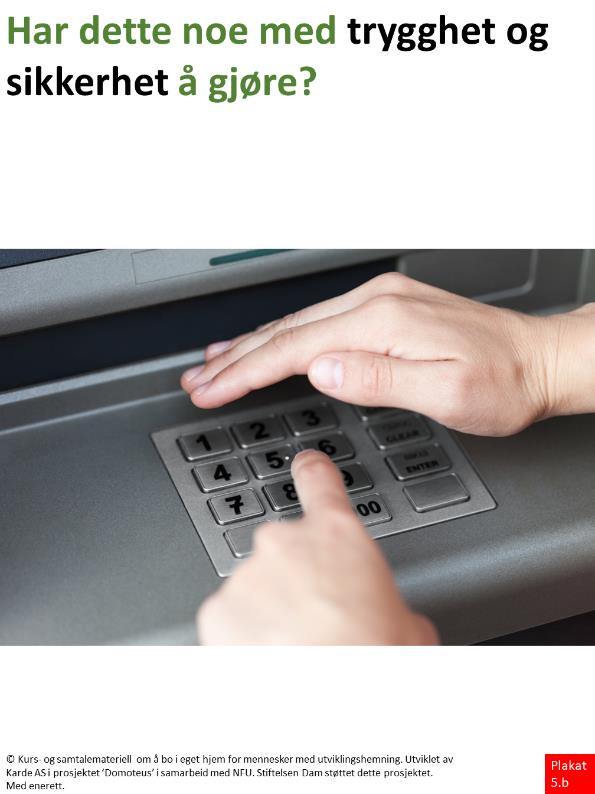 Har dette noe med trygghet og
sikkerhet å gjøre?
1 2 3
4 5 6
7 8 9
00
CLEAR
ENTER
© Kurs- og samtalemateriell om å bo i eget hjem for mennesker med utviklingshemning. Utviklet av
Karde AS i prosjektet ‘Domoteus’ i samarbeid med NFU. Stiftelsen Dam støttet dette prosjektet.
Med enerett.
Plakat
5.b